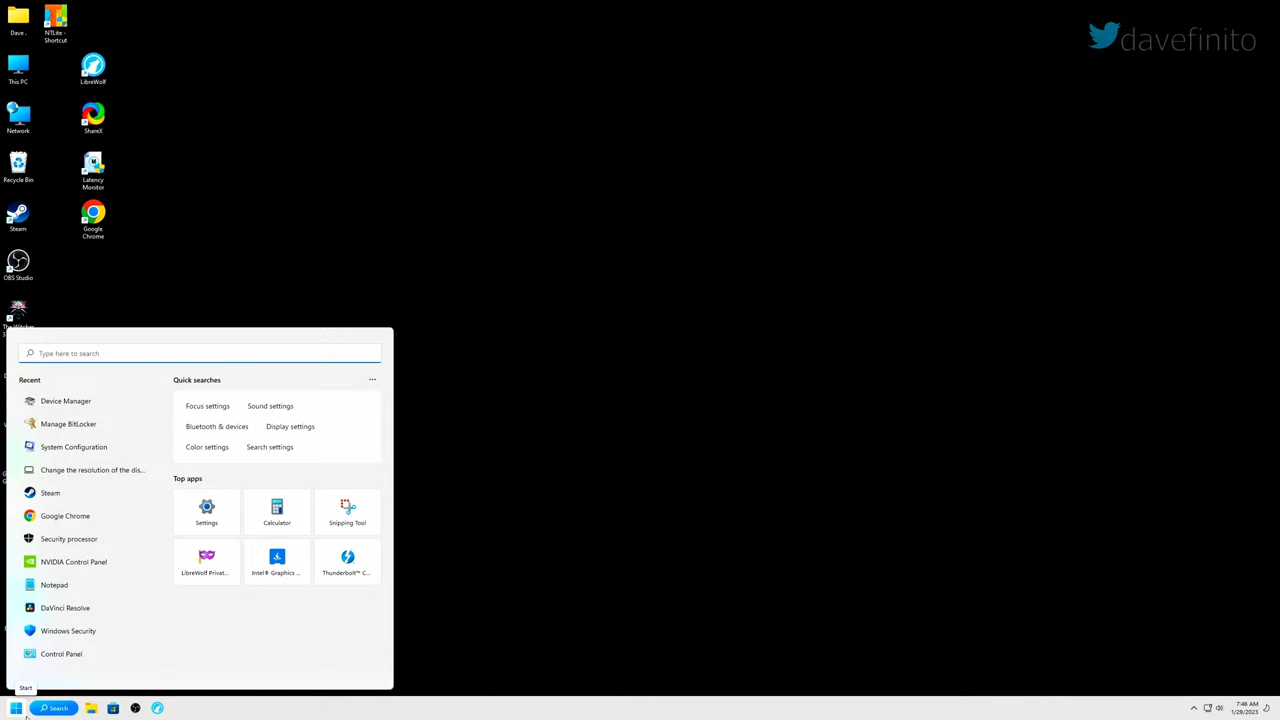 Dave .
NTLite -
Shortcut
davefinito
This PC
LibreWolf
Network
ShareX
Recycle Bin
Latency
Monitor
Steam
Google
Chrome
OBS Studio
The Witcher
Type here to search
Recent
Device Manager
Manage BitLocker
System Configuration
Change the resolution of the dis...
Steam
Google Chrome
Security processor
NVIDIA Control Panel
Notepad
DaVinci Resolve
Windows Security
Control Panel
Quick searches
Focus settings
Sound settings
Bluetooth & devices
Display settings
Color settings
Search settings
Top apps
Settings
Calculator
Snipping Tool
LibreWolf Privat...
Intel® Graphics ...
Thunderbolt™ C...
Start
Search
7:46 AM
1/29/2023